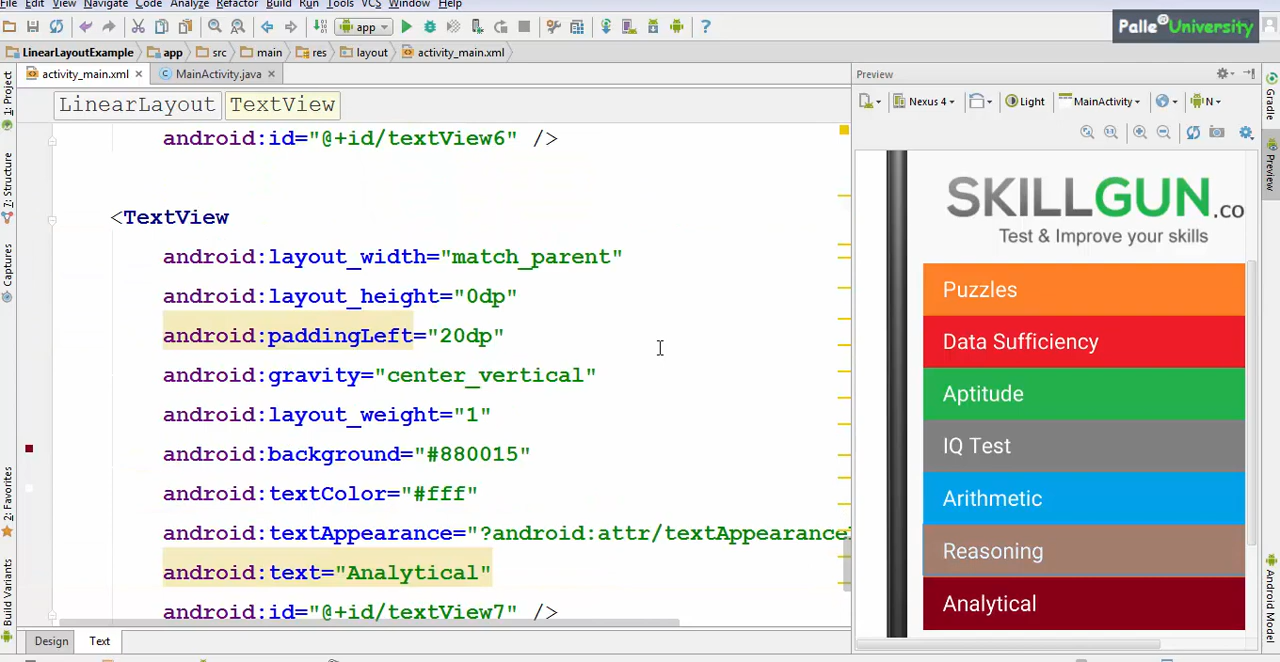 File Edit View Navigate Code Analyze Refactor Build Run Tools VCS Window Help
app
Palle® University
LinearLayoutExample app src main res layout activity_main.xml
activity_main.xml MainActivity.java
LinearLayout TextView
android:id="@+id/textView6" />
<TextView
android:layout_width="match_parent"
android:layout_height="0dp"
android:paddingLeft="20dp"
android:gravity="center_vertical"
android:layout_weight="1"
android:background="#880015"
android:textColor="#fff"
android:textAppearance="?android:attr/textAppearance
android:text="Analytical"
android:id="@+id/textView7" />
Design Text
1: Project
7: Structure
Captures
2: Favorites
Build Variants
Preview
Nexus 4 Light MainActivity N
SKILLGUN.co
Test & Improve your skills
Puzzles
Data Sufficiency
Aptitude
IQ Test
Arithmetic
Reasoning
Analytical
Gradle
Preview
Android Model